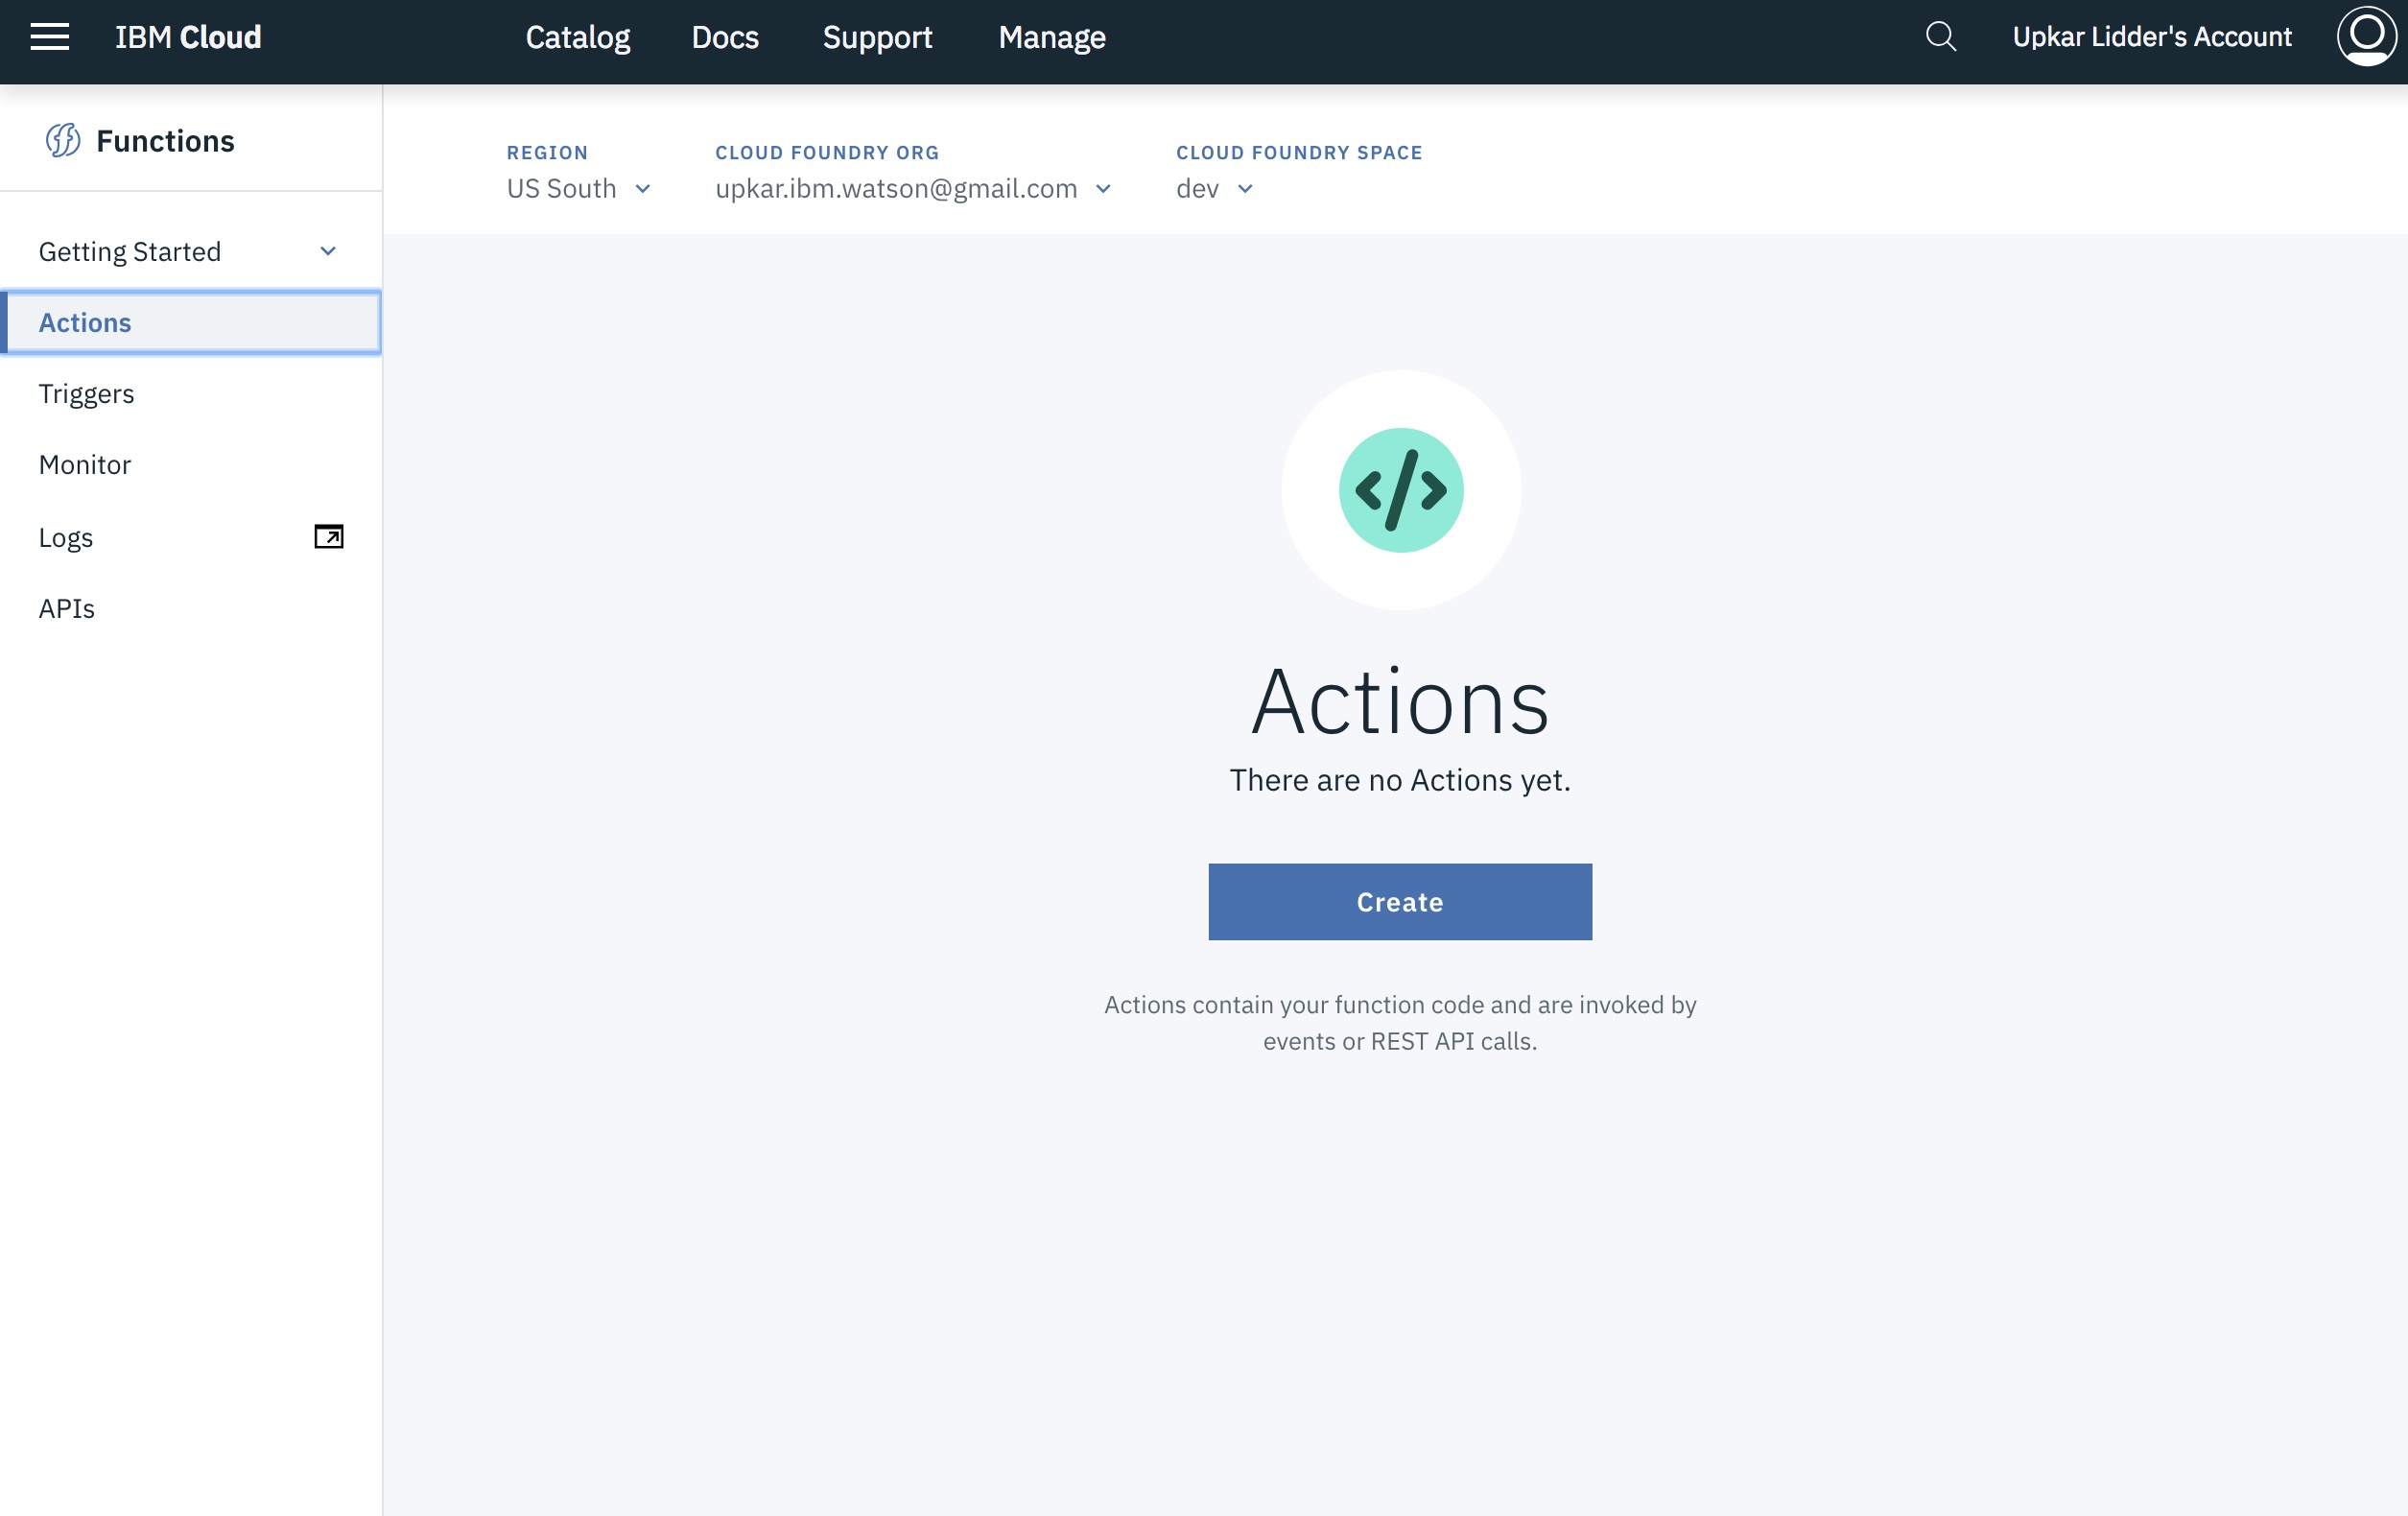 IBM Cloud
Catalog
Docs
Support
Manage
Upkar Lidder's Account
Functions
Getting Started
Actions
Triggers
Monitor
Logs
APIs
REGION
US South
CLOUD FOUNDRY ORG
upkar.ibm.watson@gmail.com
CLOUD FOUNDRY SPACE
dev
</>
Actions
There are no Actions yet.
Create
Actions contain your function code and are invoked by
events or REST API calls.